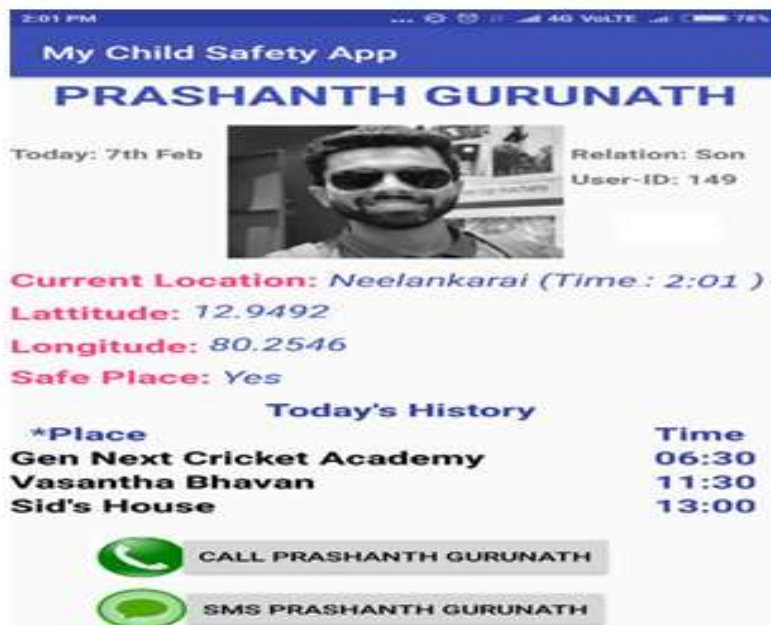 2:01 PM ... 4G VoLTE 78%
My Child Safety App
PRASHANTH GURUNATH
Today: 7th Feb
Relation: Son
User-ID: 149
Current Location: Neelankarai (Time : 2:01 )
Lattitude: 12.9492
Longitude: 80.2546
Safe Place: Yes
Today's History
*Place Time
Gen Next Cricket Academy 06:30
Vasantha Bhavan 11:30
Sid's House 13:00
CALL PRASHANTH GURUNATH
SMS PRASHANTH GURUNATH